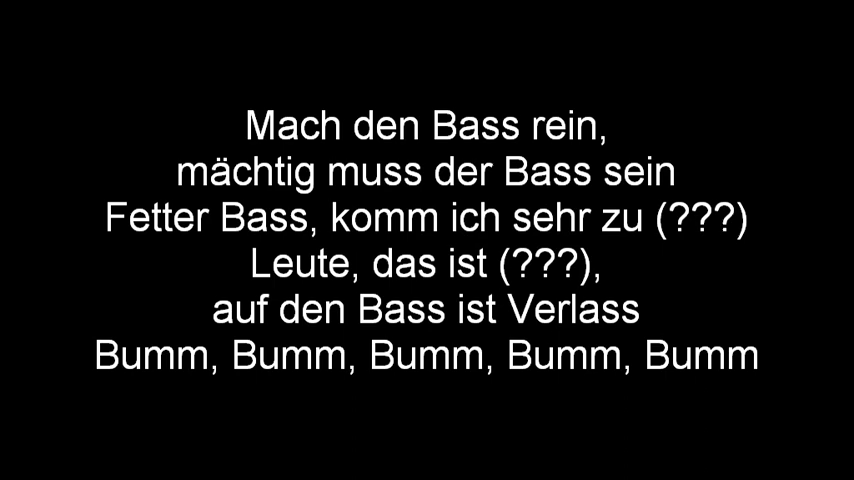 Mach den Bass rein,
mächtig muss der Bass sein
Fetter Bass, komm ich sehr zu (???)
Leute, das ist (???),
auf den Bass ist Verlass
Bumm, Bumm, Bumm, Bumm, Bumm